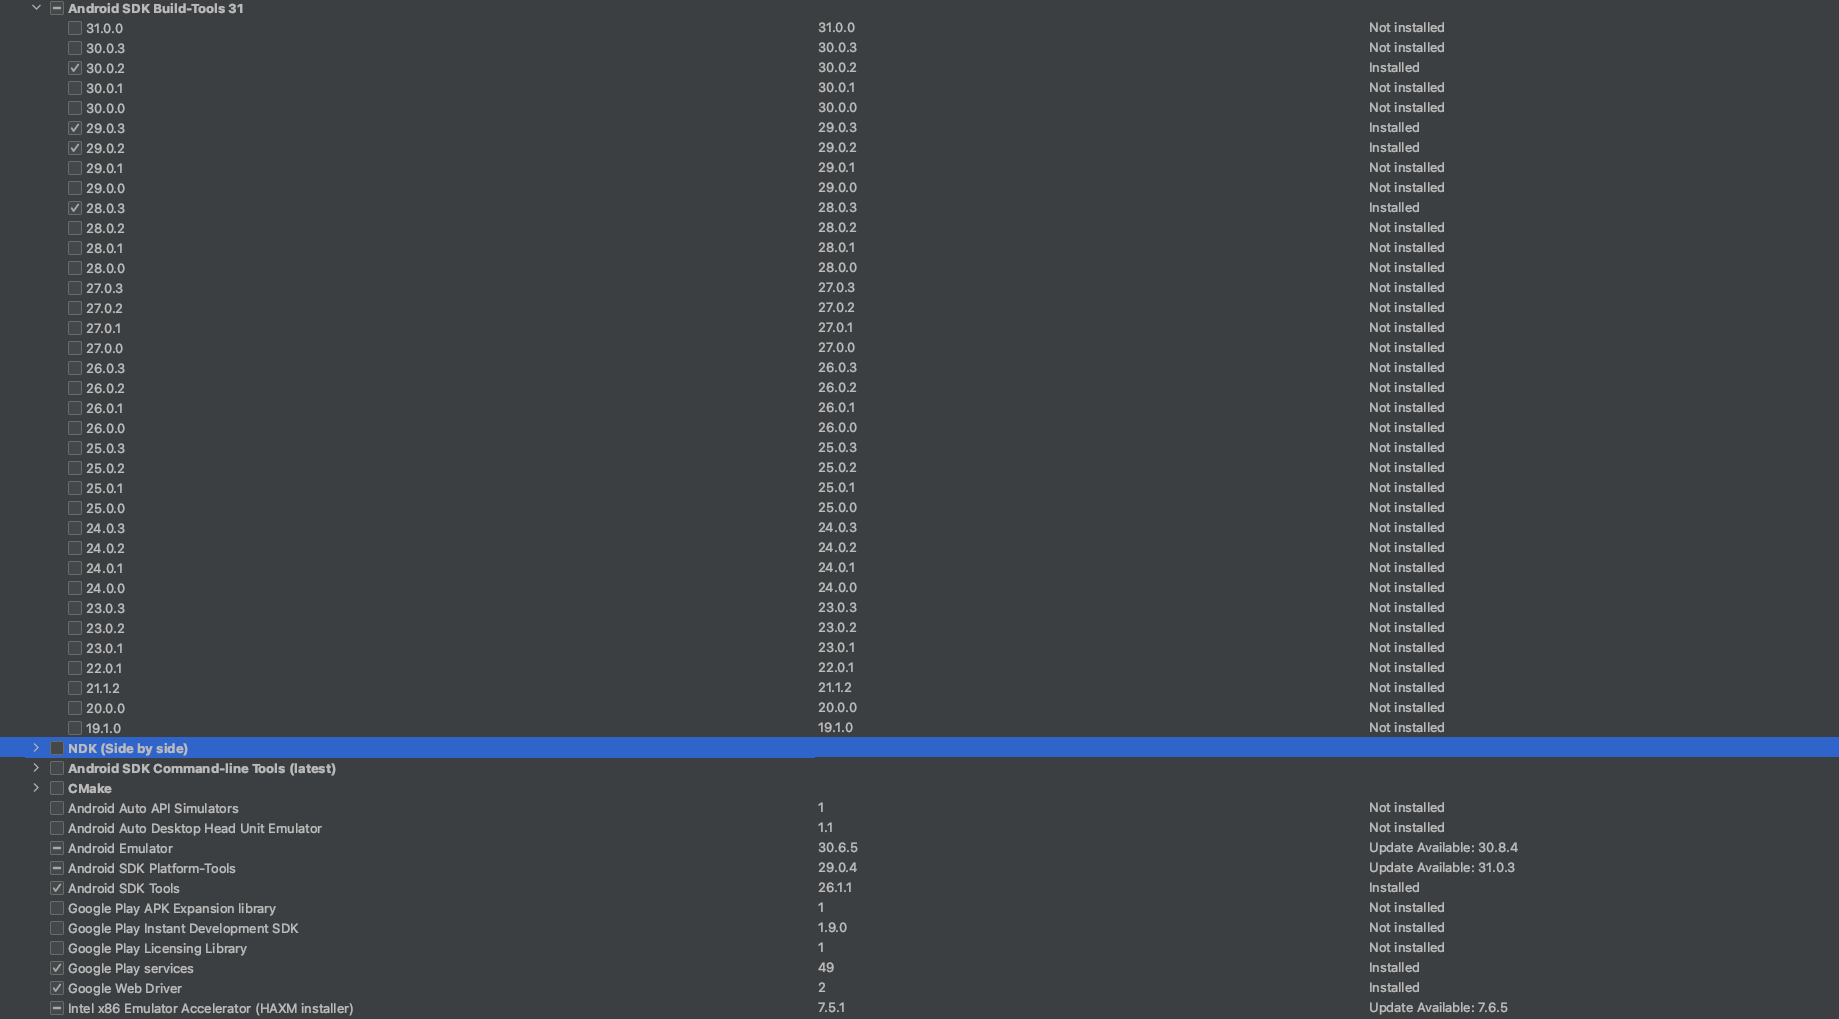 Android SDK Build-Tools 31
31.0.0 31.0.0 Not installed
30.0.3 30.0.3 Not installed
30.0.2 30.0.2 Installed
30.0.1 30.0.1 Not installed
30.0.0 30.0.0 Not installed
29.0.3 29.0.3 Installed
29.0.2 29.0.2 Installed
29.0.1 29.0.1 Not installed
29.0.0 29.0.0 Not installed
28.0.3 28.0.3 Installed
28.0.2 28.0.2 Not installed
28.0.1 28.0.1 Not installed
28.0.0 28.0.0 Not installed
27.0.3 27.0.3 Not installed
27.0.2 27.0.2 Not installed
27.0.1 27.0.1 Not installed
27.0.0 27.0.0 Not installed
26.0.3 26.0.3 Not installed
26.0.2 26.0.2 Not installed
26.0.1 26.0.1 Not installed
26.0.0 26.0.0 Not installed
25.0.3 25.0.3 Not installed
25.0.2 25.0.2 Not installed
25.0.1 25.0.1 Not installed
25.0.0 25.0.0 Not installed
24.0.3 24.0.3 Not installed
24.0.2 24.0.2 Not installed
24.0.1 24.0.1 Not installed
24.0.0 24.0.0 Not installed
23.0.3 23.0.3 Not installed
23.0.2 23.0.2 Not installed
23.0.1 23.0.1 Not installed
22.0.1 22.0.1 Not installed
21.1.2 21.1.2 Not installed
20.0.0 20.0.0 Not installed
19.1.0 19.1.0 Not installed
NDK (Side by side)
Android SDK Command-line Tools (latest)
CMake
Android Auto API Simulators 1 Not installed
Android Auto Desktop Head Unit Emulator 1.1 Not installed
Android Emulator 30.6.5 Update Available: 30.8.4
Android SDK Platform-Tools 29.0.4 Update Available: 31.0.3
Android SDK Tools 26.1.1 Installed
Google Play APK Expansion library 1 Not installed
Google Play Instant Development SDK 1.9.0 Not installed
Google Play Licensing Library 1 Not installed
Google Play services 49 Installed
Google Web Driver 2 Installed
Intel x86 Emulator Accelerator (HAXM installer) 7.5.1 Update Available: 7.6.5